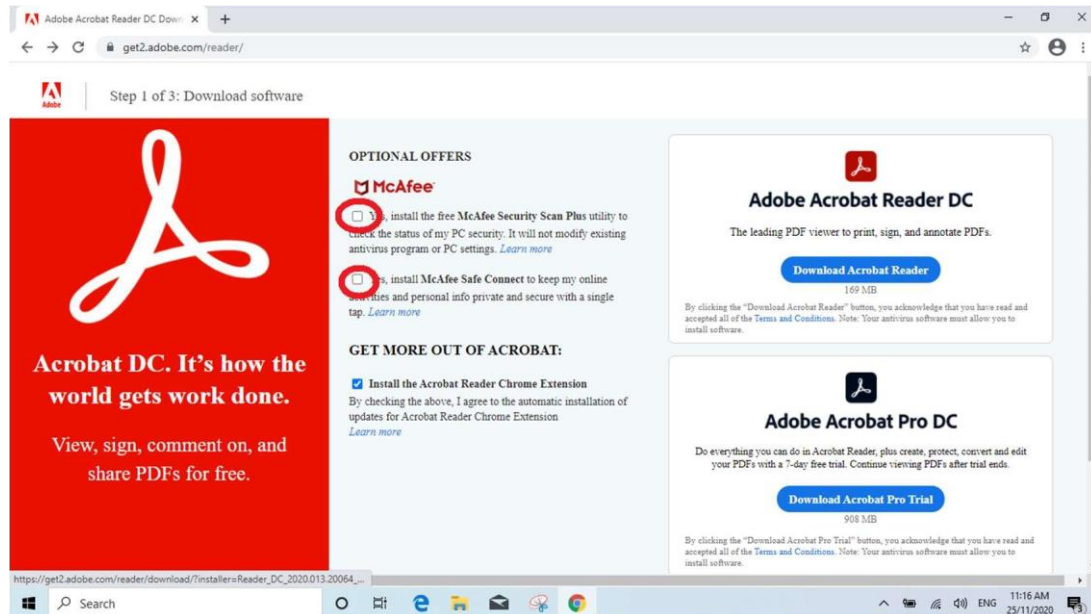 Adobe Acrobat Reader DC Down
get2.adobe.com/reader/
Adobe
Step 1 of 3: Download software
Acrobat DC. It's how the
world gets work done.
View, sign, comment on, and
share PDFs for free.
OPTIONAL OFFERS
McAfee
Yes, install the free McAfee Security Scan Plus utility to
check the status of my PC security. It will not modify existing
antivirus program or PC settings. Learn more
Yes, install McAfee Safe Connect to keep my online
activities and personal info private and secure with a single
tap. Learn more
GET MORE OUT OF ACROBAT:
Install the Acrobat Reader Chrome Extension
By checking the above, I agree to the automatic installation of
updates for Acrobat Reader Chrome Extension
Learn more
Adobe Acrobat Reader DC
The leading PDF viewer to print, sign, and annotate PDFs.
Download Acrobat Reader
169 MB
By clicking the "Download Acrobat Reader" button, you acknowledge that you have read and
accepted all of the Terms and Conditions. Note: Your antivirus software must allow you to
install software.
Adobe Acrobat Pro DC
Do everything you can do in Acrobat Reader, plus create, protect, convert and edit
your PDFs with a 7-day free trial. Continue viewing PDFs after trial ends.
Download Acrobat Pro Trial
908 MB
By clicking the "Download Acrobat Pro Trial" button, you acknowledge that you have read and
accepted all of the Terms and Conditions. Note: Your antivirus software must allow you to
install software.
https://get2.adobe.com/reader/download/?installer=Reader_DC_2020.013.20064_...
Search
ENG
11:16 AM
25/11/2020